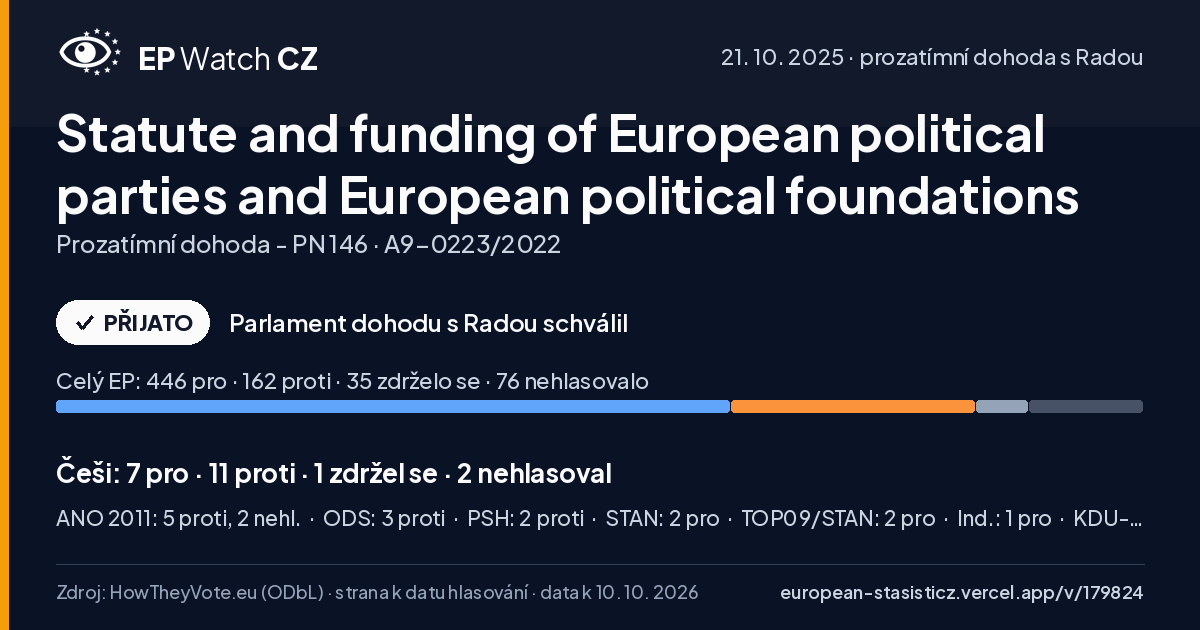 EP Watch CZ
21. 10. 2025 · prozatímní dohoda s Radou
Statute and funding of European political
parties and European political foundations
Prozatímní dohoda – PN 146 · A9–0223/2022
✓ PŘIJATO
Parlament dohodu s Radou schválil
Celý EP: 446 pro · 162 proti · 35 zdrželo se · 76 nehlasovalo
Češi: 7 pro · 11 proti · 1 zdržel se · 2 nehlasoval
ANO 2011: 5 proti, 2 nehl. · ODS: 3 proti · PSH: 2 proti · STAN: 2 pro · TOP09/STAN: 2 pro · Ind.: 1 pro · KDU-…
Zdroj: HowTheyVote.eu (ODbL) · strana k datu hlasování · data k 10. 10. 2026
european-stasisticz.vercel.app/v/179824